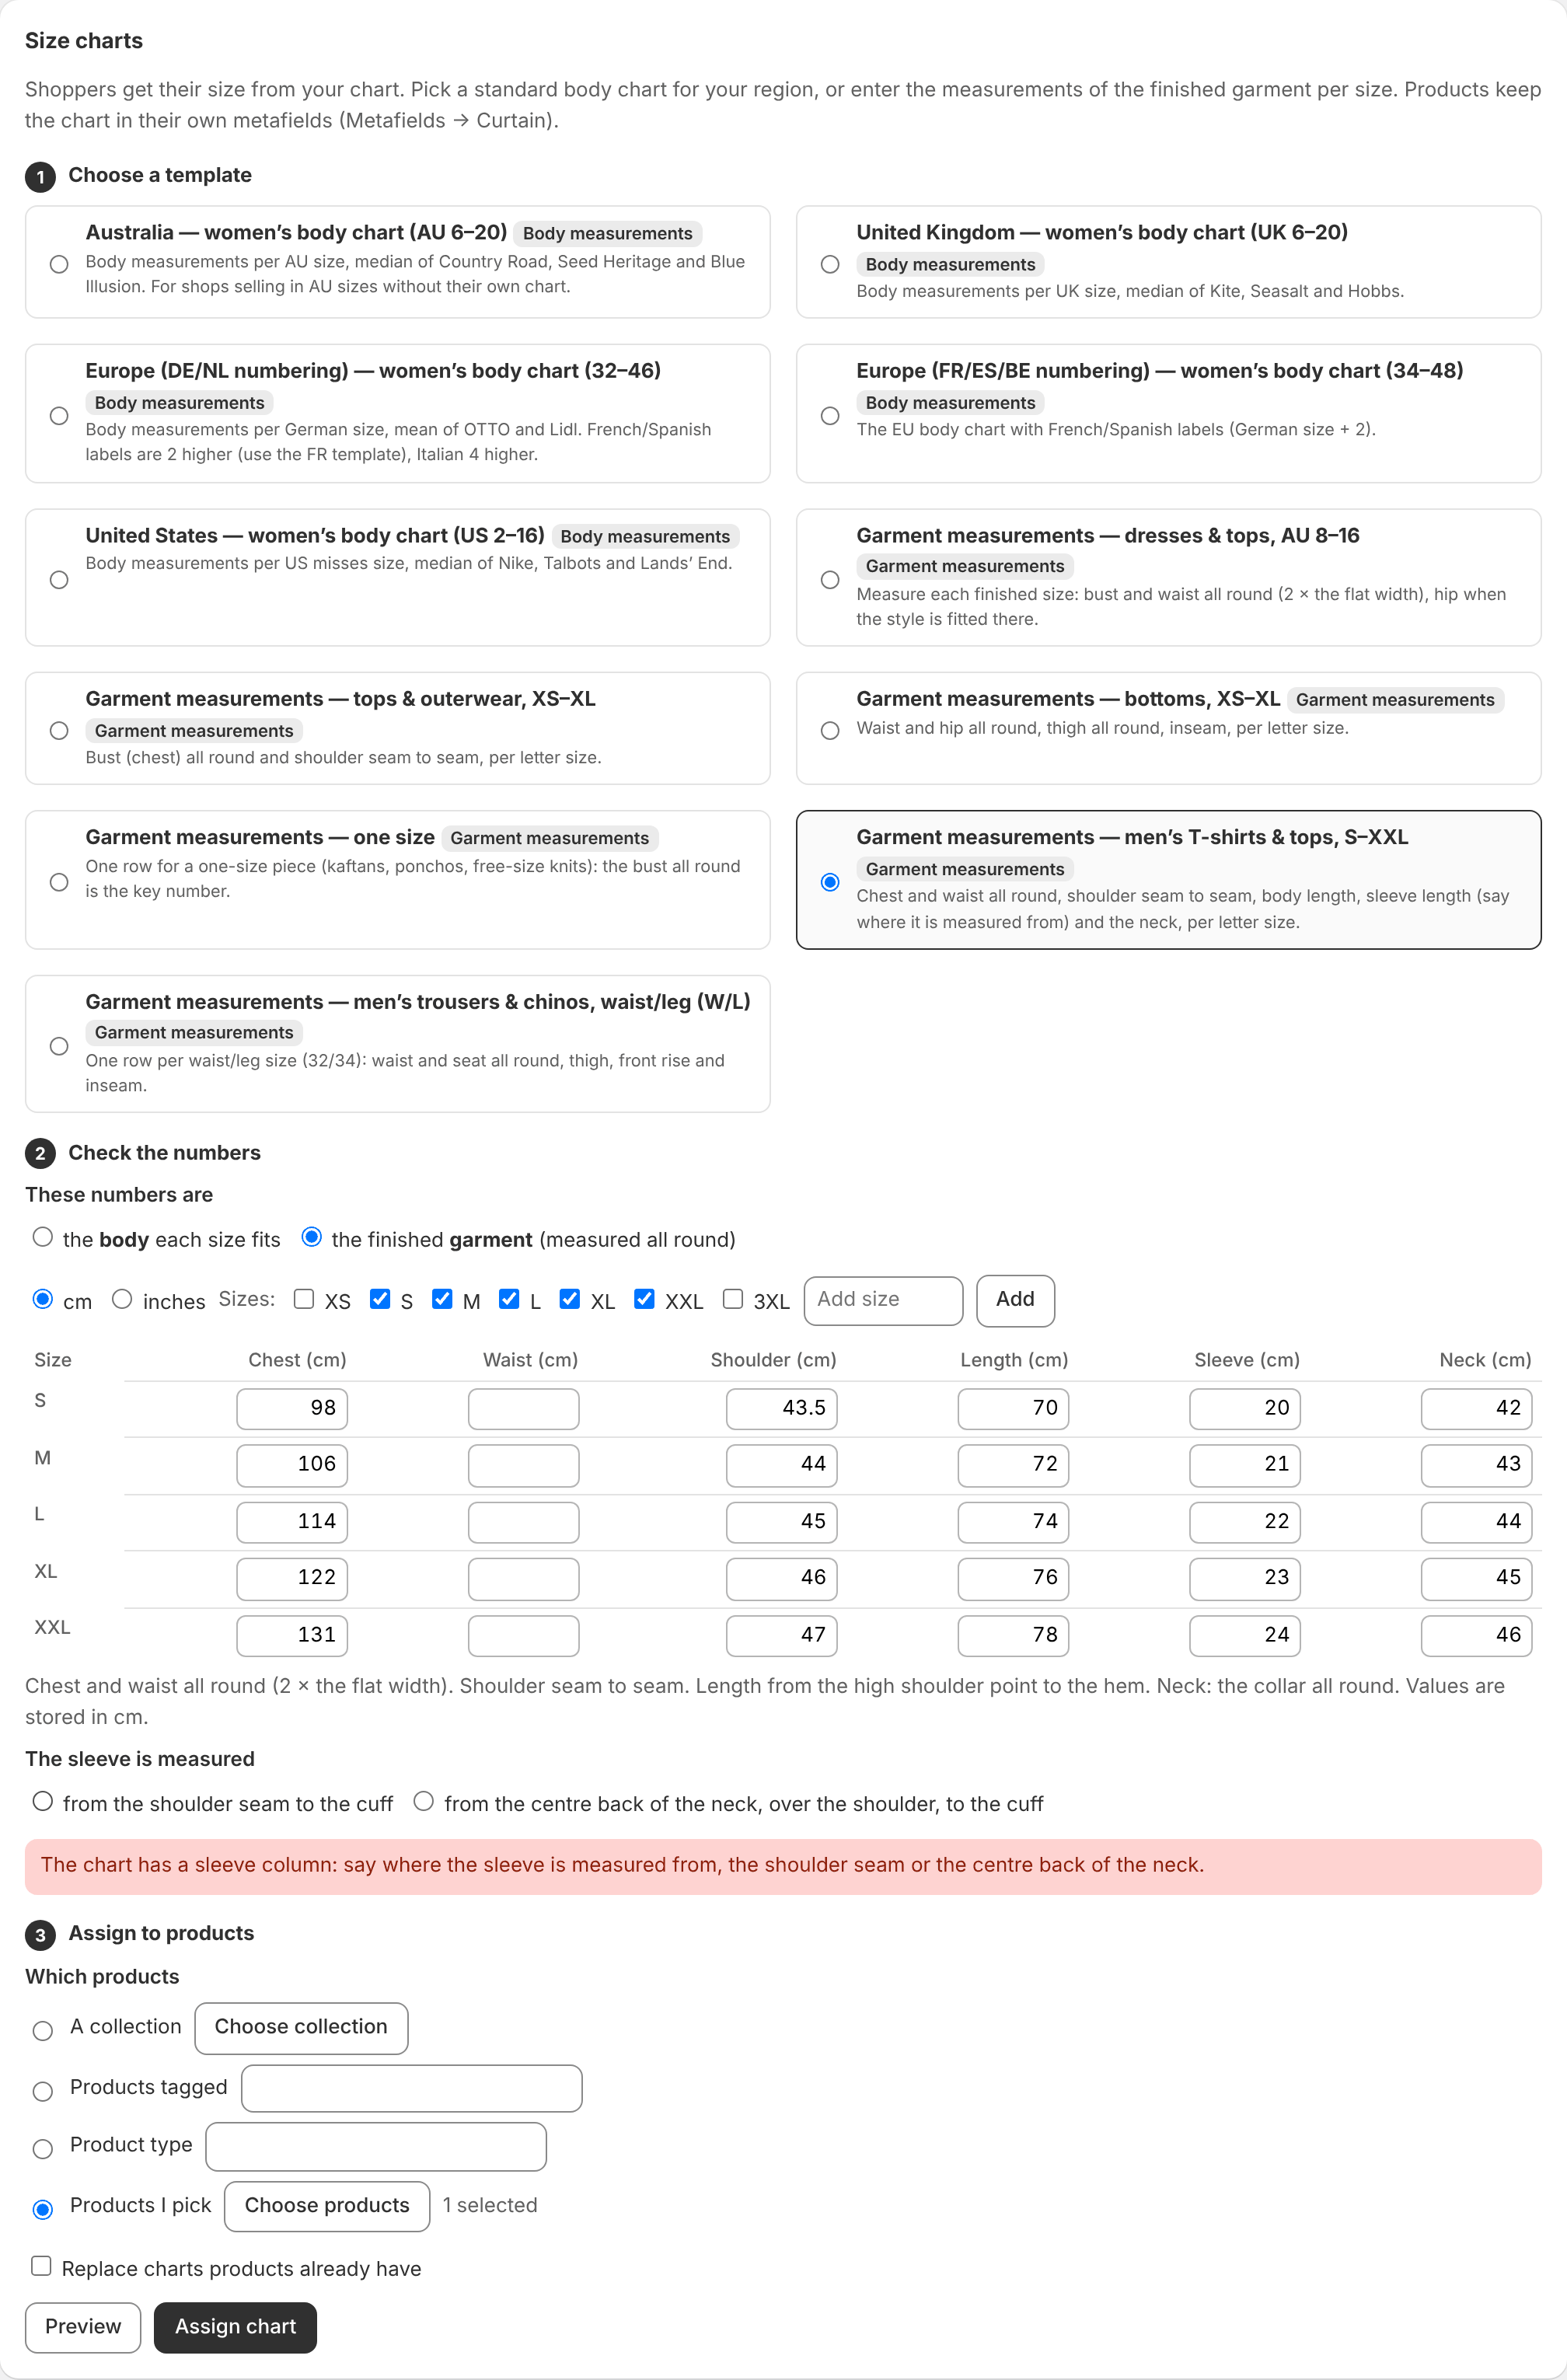 Size charts
Shoppers get their size from your chart. Pick a standard body chart for your region, or enter the measurements of the finished garment per size. Products keep
the chart in their own metafields (Metafields → Curtain).
1 Choose a template
Australia — women’s body chart (AU 6–20) Body measurements
Body measurements per AU size, median of Country Road, Seed Heritage and Blue
Illusion. For shops selling in AU sizes without their own chart.
United Kingdom — women’s body chart (UK 6–20)
Body measurements
Body measurements per UK size, median of Kite, Seasalt and Hobbs.
Europe (DE/NL numbering) — women’s body chart (32–46)
Body measurements
Body measurements per German size, mean of OTTO and Lidl. French/Spanish
labels are 2 higher (use the FR template), Italian 4 higher.
Europe (FR/ES/BE numbering) — women’s body chart (34–48)
Body measurements
The EU body chart with French/Spanish labels (German size + 2).
United States — women’s body chart (US 2–16) Body measurements
Body measurements per US misses size, median of Nike, Talbots and Lands’ End.
Garment measurements — dresses & tops, AU 8–16
Garment measurements
Measure each finished size: bust and waist all round (2 × the flat width), hip when
the style is fitted there.
Garment measurements — tops & outerwear, XS–XL
Garment measurements
Bust (chest) all round and shoulder seam to seam, per letter size.
Garment measurements — bottoms, XS–XL Garment measurements
Waist and hip all round, thigh all round, inseam, per letter size.
Garment measurements — one size Garment measurements
One row for a one-size piece (kaftans, ponchos, free-size knits): the bust all round
is the key number.
Garment measurements — men’s T-shirts & tops, S–XXL
Garment measurements
Chest and waist all round, shoulder seam to seam, body length, sleeve length (say
where it is measured from) and the neck, per letter size.
Garment measurements — men’s trousers & chinos, waist/leg (W/L)
Garment measurements
One row per waist/leg size (32/34): waist and seat all round, thigh, front rise and
inseam.
2 Check the numbers
These numbers are
the body each size fits the finished garment (measured all round)
cm inches Sizes: XS S M L XL XXL 3XL Add size Add
Size Chest (cm) Waist (cm) Shoulder (cm) Length (cm) Sleeve (cm) Neck (cm)
S 98 43.5 70 20 42
M 106 44 72 21 43
L 114 45 74 22 44
XL 122 46 76 23 45
XXL 131 47 78 24 46
Chest and waist all round (2 × the flat width). Shoulder seam to seam. Length from the high shoulder point to the hem. Neck: the collar all round. Values are
stored in cm.
The sleeve is measured
from the shoulder seam to the cuff from the centre back of the neck, over the shoulder, to the cuff
The chart has a sleeve column: say where the sleeve is measured from, the shoulder seam or the centre back of the neck.
3 Assign to products
Which products
A collection Choose collection
Products tagged
Product type
Products I pick Choose products 1 selected
Replace charts products already have
Preview Assign chart